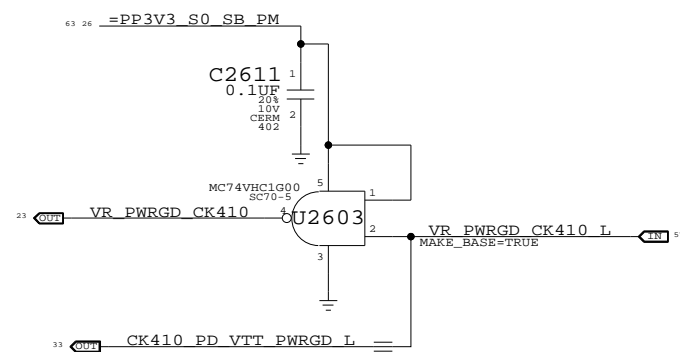 63 26 =PP3V3_S0_SB_PM
C2611 1
0.1UF
20%
10V
CERM 2
402
MC74VHC1G00 5
SC70-5 1
23 OUT VR_PWRGD_CK410 4 U2603
2 VR_PWRGD_CK410_L IN
MAKE_BASE=TRUE
3
33 OUT CK410_PD_VTT_PWRGD_L